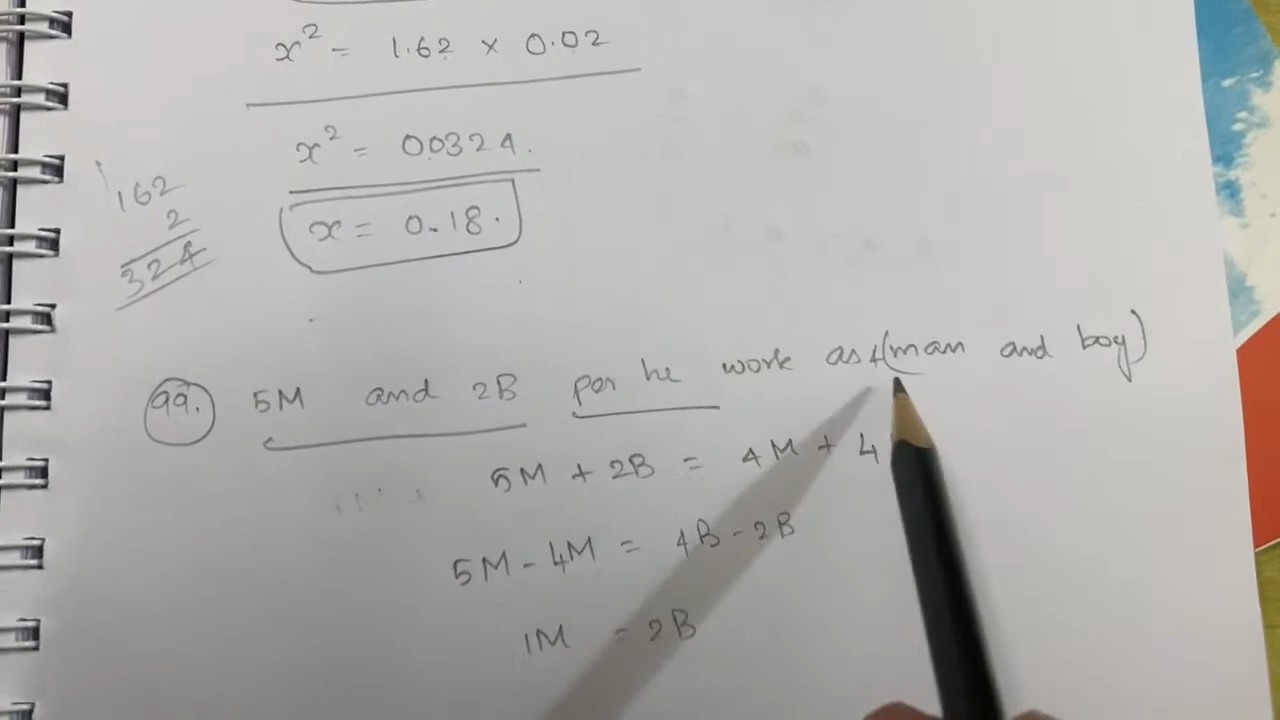 x² = 1.62 × 0.02
x² = 0.0324.
162
2
324
x = 0.18.
99. 5M and 2B per he work as 4(man and boy)
5M + 2B = 4M + 4
5M - 4M = 4B - 2B
1M = 2B